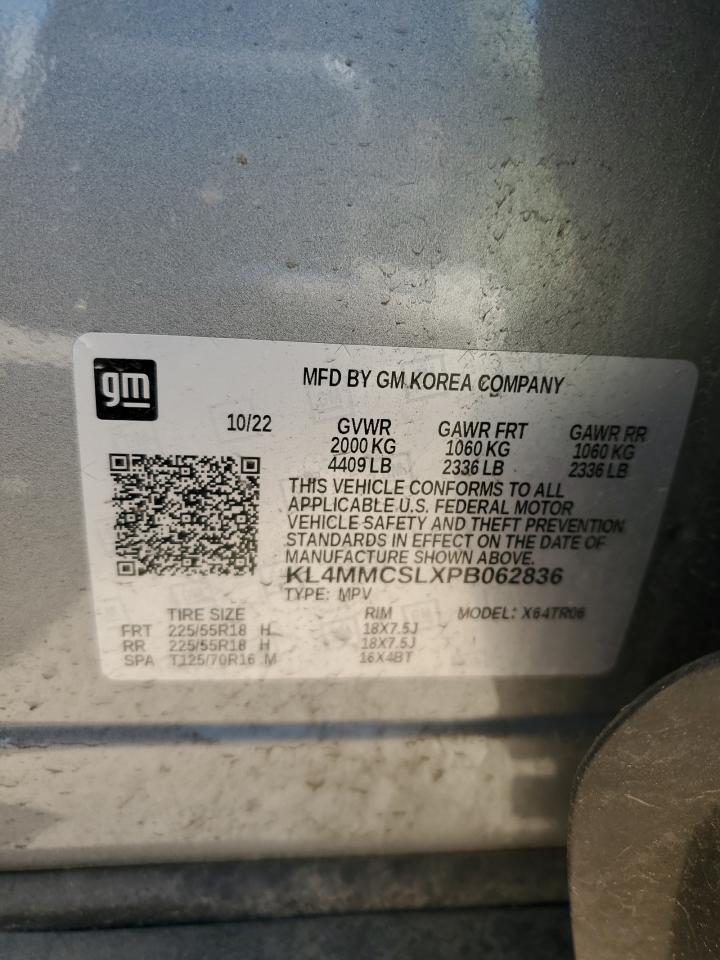 gm
MFD BY GM KOREA COMPANY
10/22 GVWR GAWR FRT GAWR RR
2000 KG 1060 KG 1060 KG
4409 LB 2336 LB 2336 LB
THIS VEHICLE CONFORMS TO ALL
APPLICABLE U.S. FEDERAL MOTOR
VEHICLE SAFETY AND THEFT PREVENTION
STANDARDS IN EFFECT ON THE DATE OF
MANUFACTURE SHOWN ABOVE.
KL4MMCSLXPB062836
TYPE: MPV
TIRE SIZE RIM MODEL: X64TR06
FRT 225/55R18 H 18X7.5J
RR 225/55R18 H 18X7.5J
SPA T125/70R16 M 16X4BT